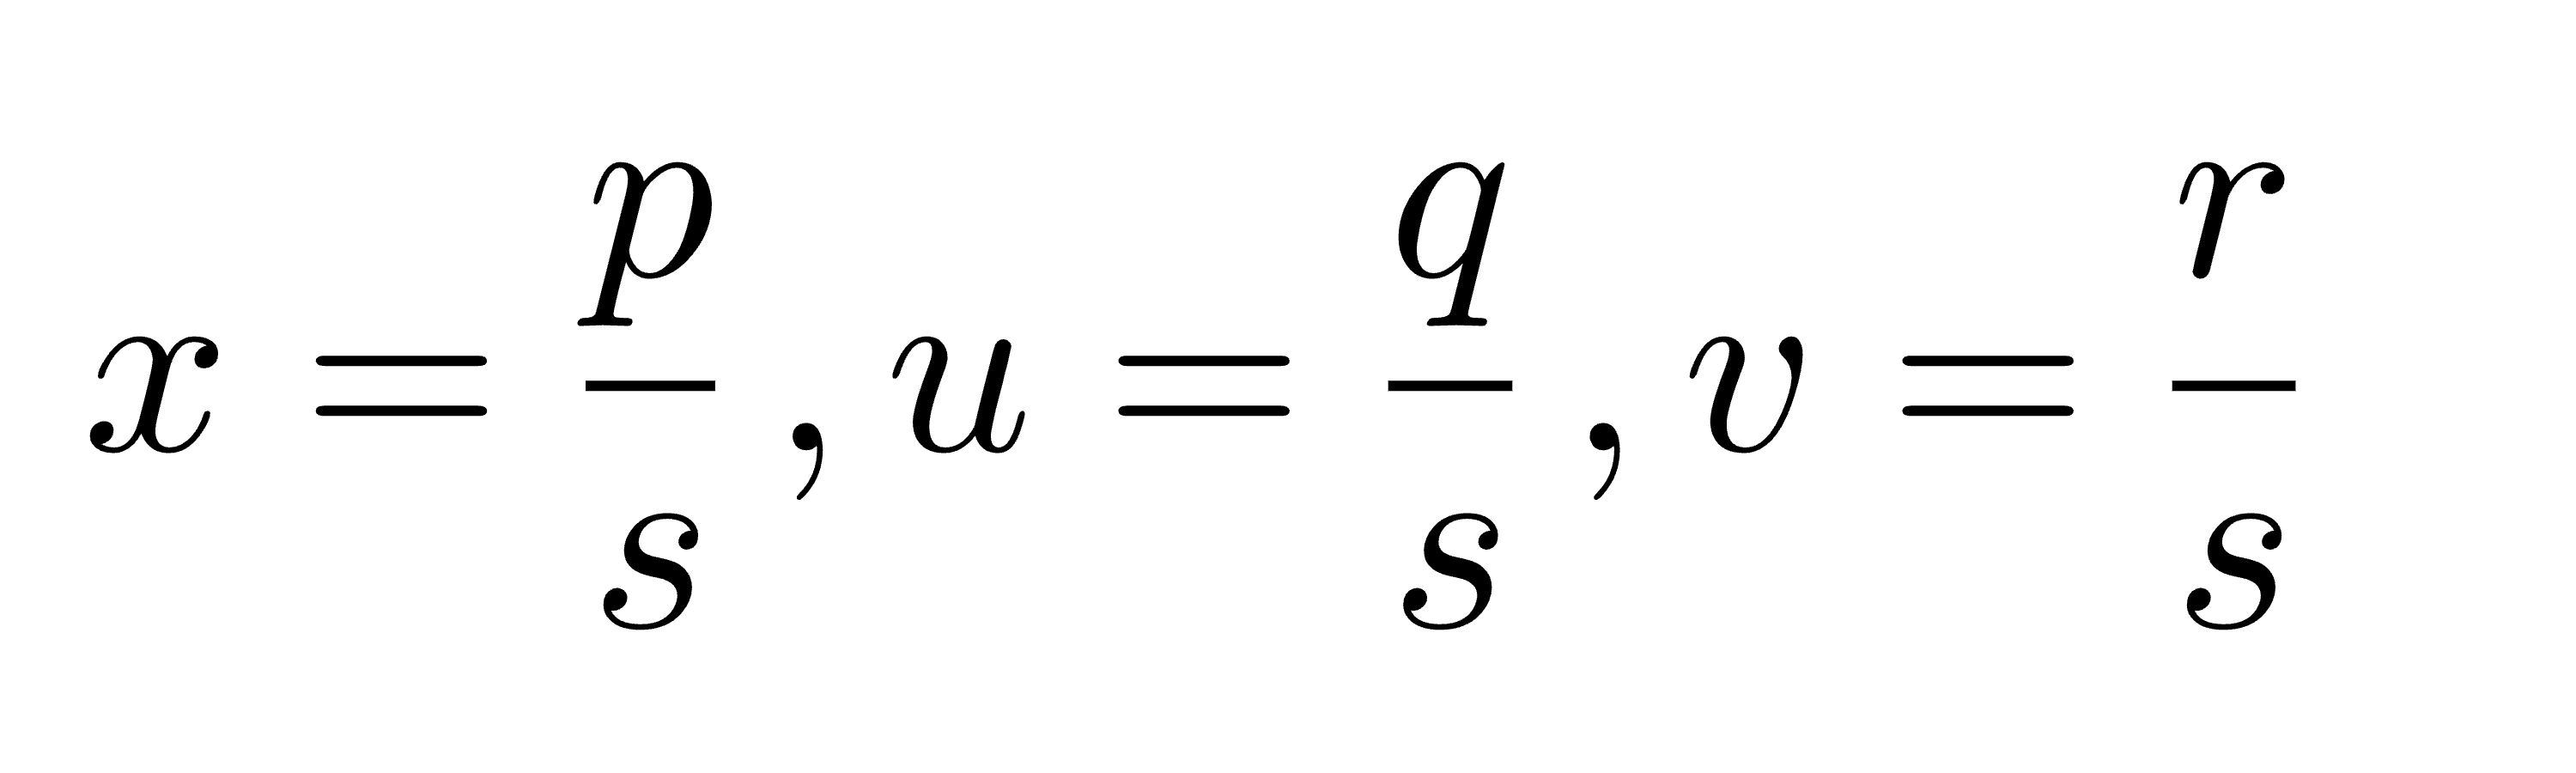 x = p/s, u = q/s, v = r/s